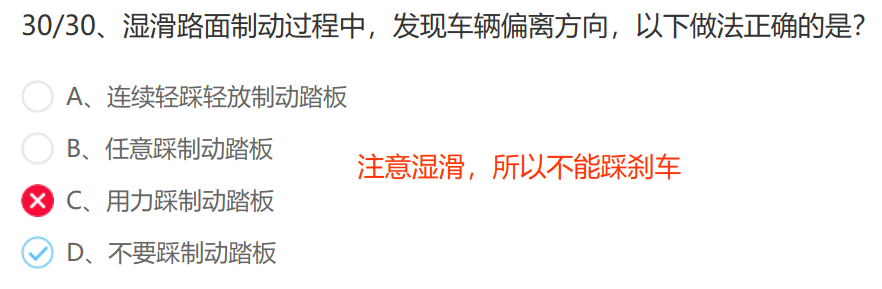 30/30、湿滑路面制动过程中，发现车辆偏离方向，以下做法正确的是？
A、连续轻踩轻放制动踏板
B、任意踩制动踏板
注意湿滑，所以不能踩刹车
C、用力踩制动踏板
D、不要踩制动踏板